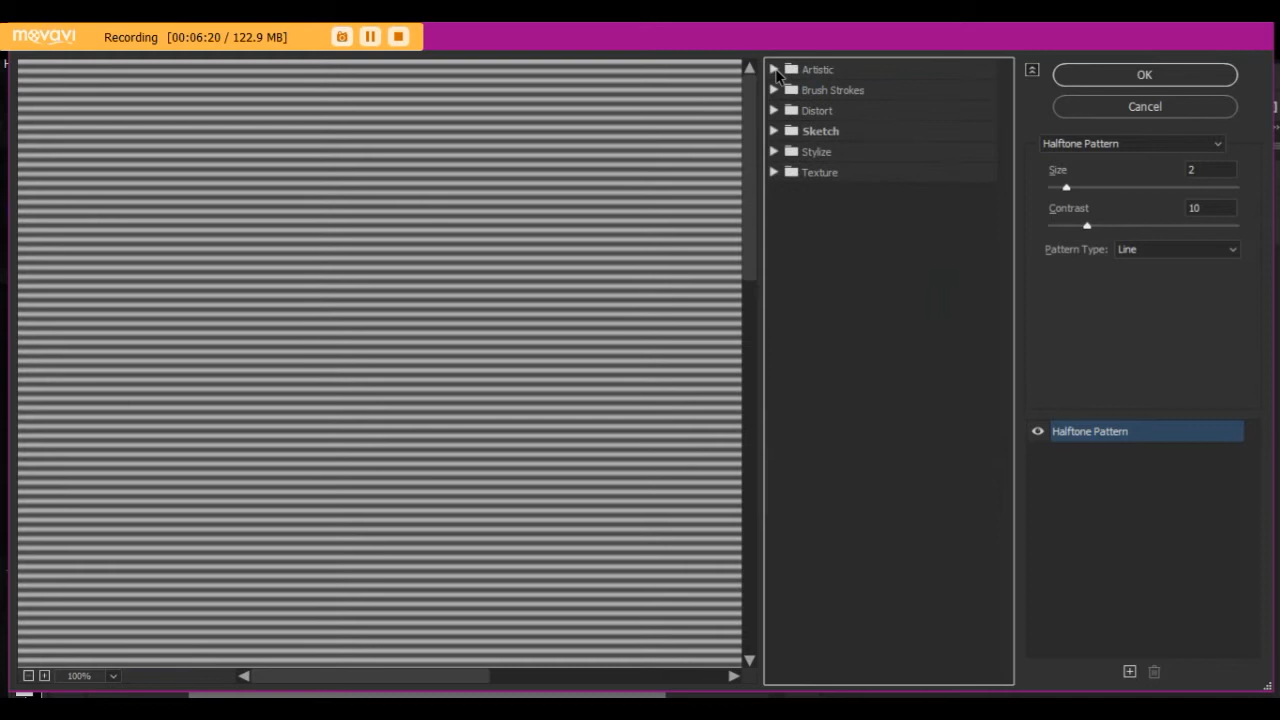 movavi Recording [00:06:20 / 122.9 MB]
Artistic
Brush Strokes
Distort
Sketch
Stylize
Texture
OK
Cancel
Halftone Pattern
Size 2
Contrast 10
Pattern Type: Line
Halftone Pattern
100%